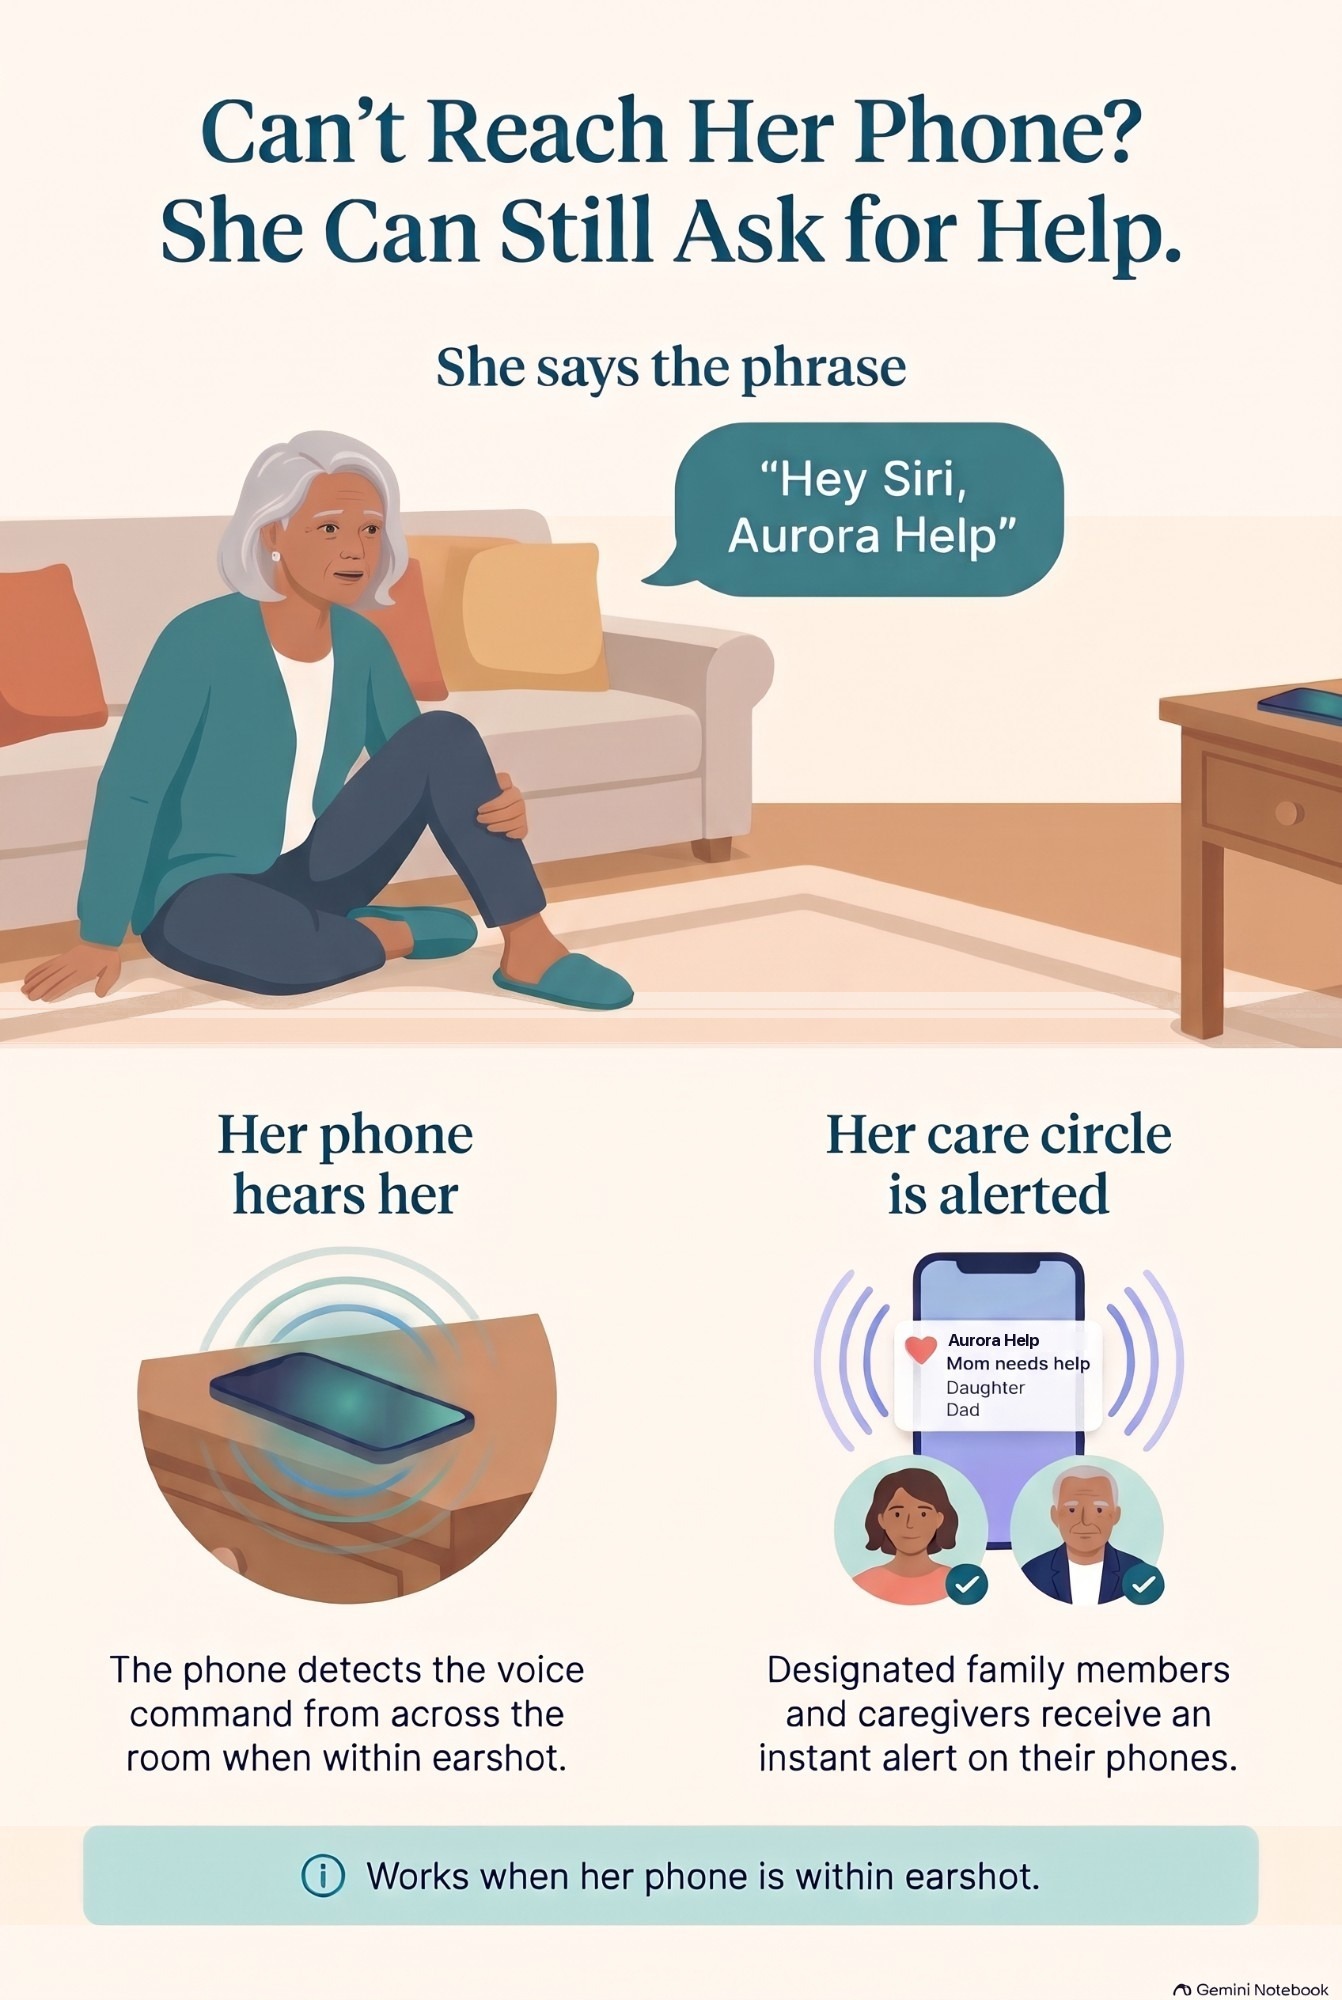 Can’t Reach Her Phone?
She Can Still Ask for Help.
She says the phrase
“Hey Siri,
Aurora Help”
Her phone
hears her
The phone detects the voice
command from across the
room when within earshot.
Her care circle
is alerted
Aurora Help
Mom needs help
Daughter
Dad
Designated family members
and caregivers receive an
instant alert on their phones.
Works when her phone is within earshot.
Gemini Notebook